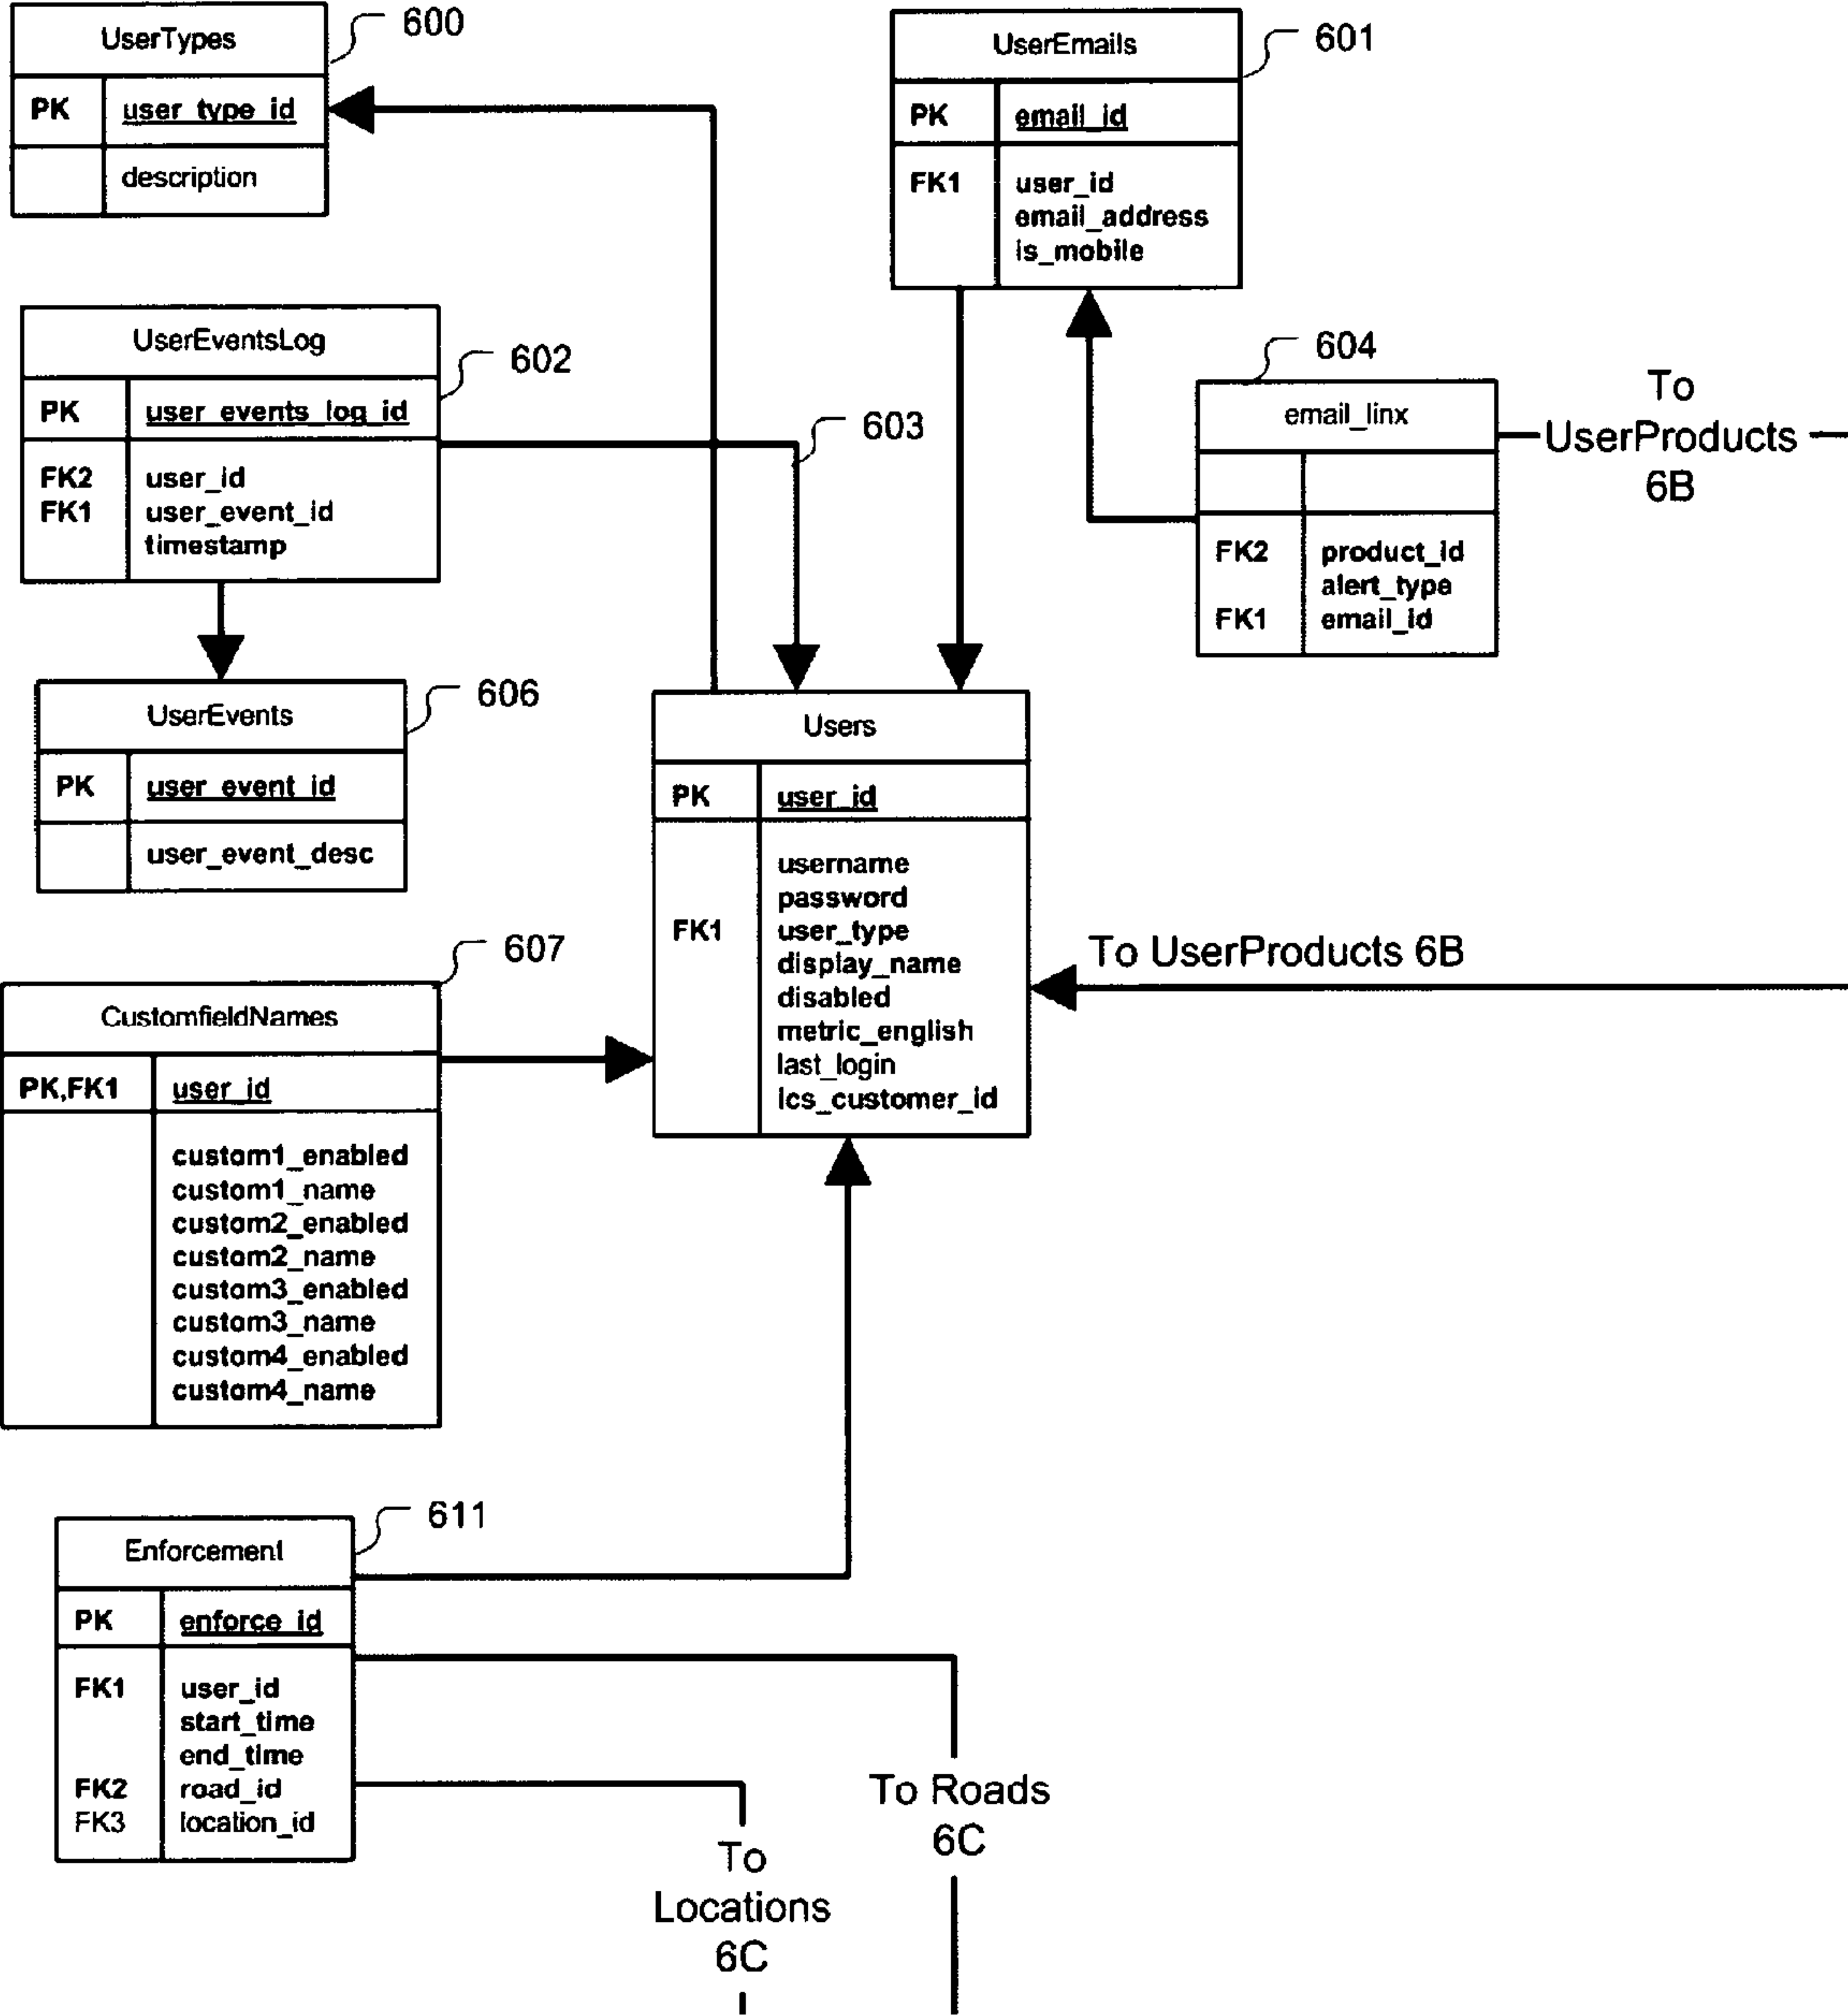 UserTypes
600
PK user_type_id
description
UserEmails
601
PK email_id
FK1 user_id
email_address
is_mobile
UserEventsLog
602
PK user_events_log_id
FK2 user_id
FK1 user_event_id
timestamp
603
604
email_linx
FK2 product_id
alert_type
FK1 email_id
To
UserProducts
6B
UserEvents
606
PK user_event_id
user_event_desc
Users
PK user_id
username
password
FK1 user_type
display_name
disabled
metric_english
last_login
ics_customer_id
To UserProducts 6B
607
CustomfieldNames
PK,FK1 user_id
custom1_enabled
custom1_name
custom2_enabled
custom2_name
custom3_enabled
custom3_name
custom4_enabled
custom4_name
611
Enforcement
PK enforce_id
FK1 user_id
start_time
end_time
FK2 road_id
FK3 location_id
To Roads
6C
To
Locations
6C